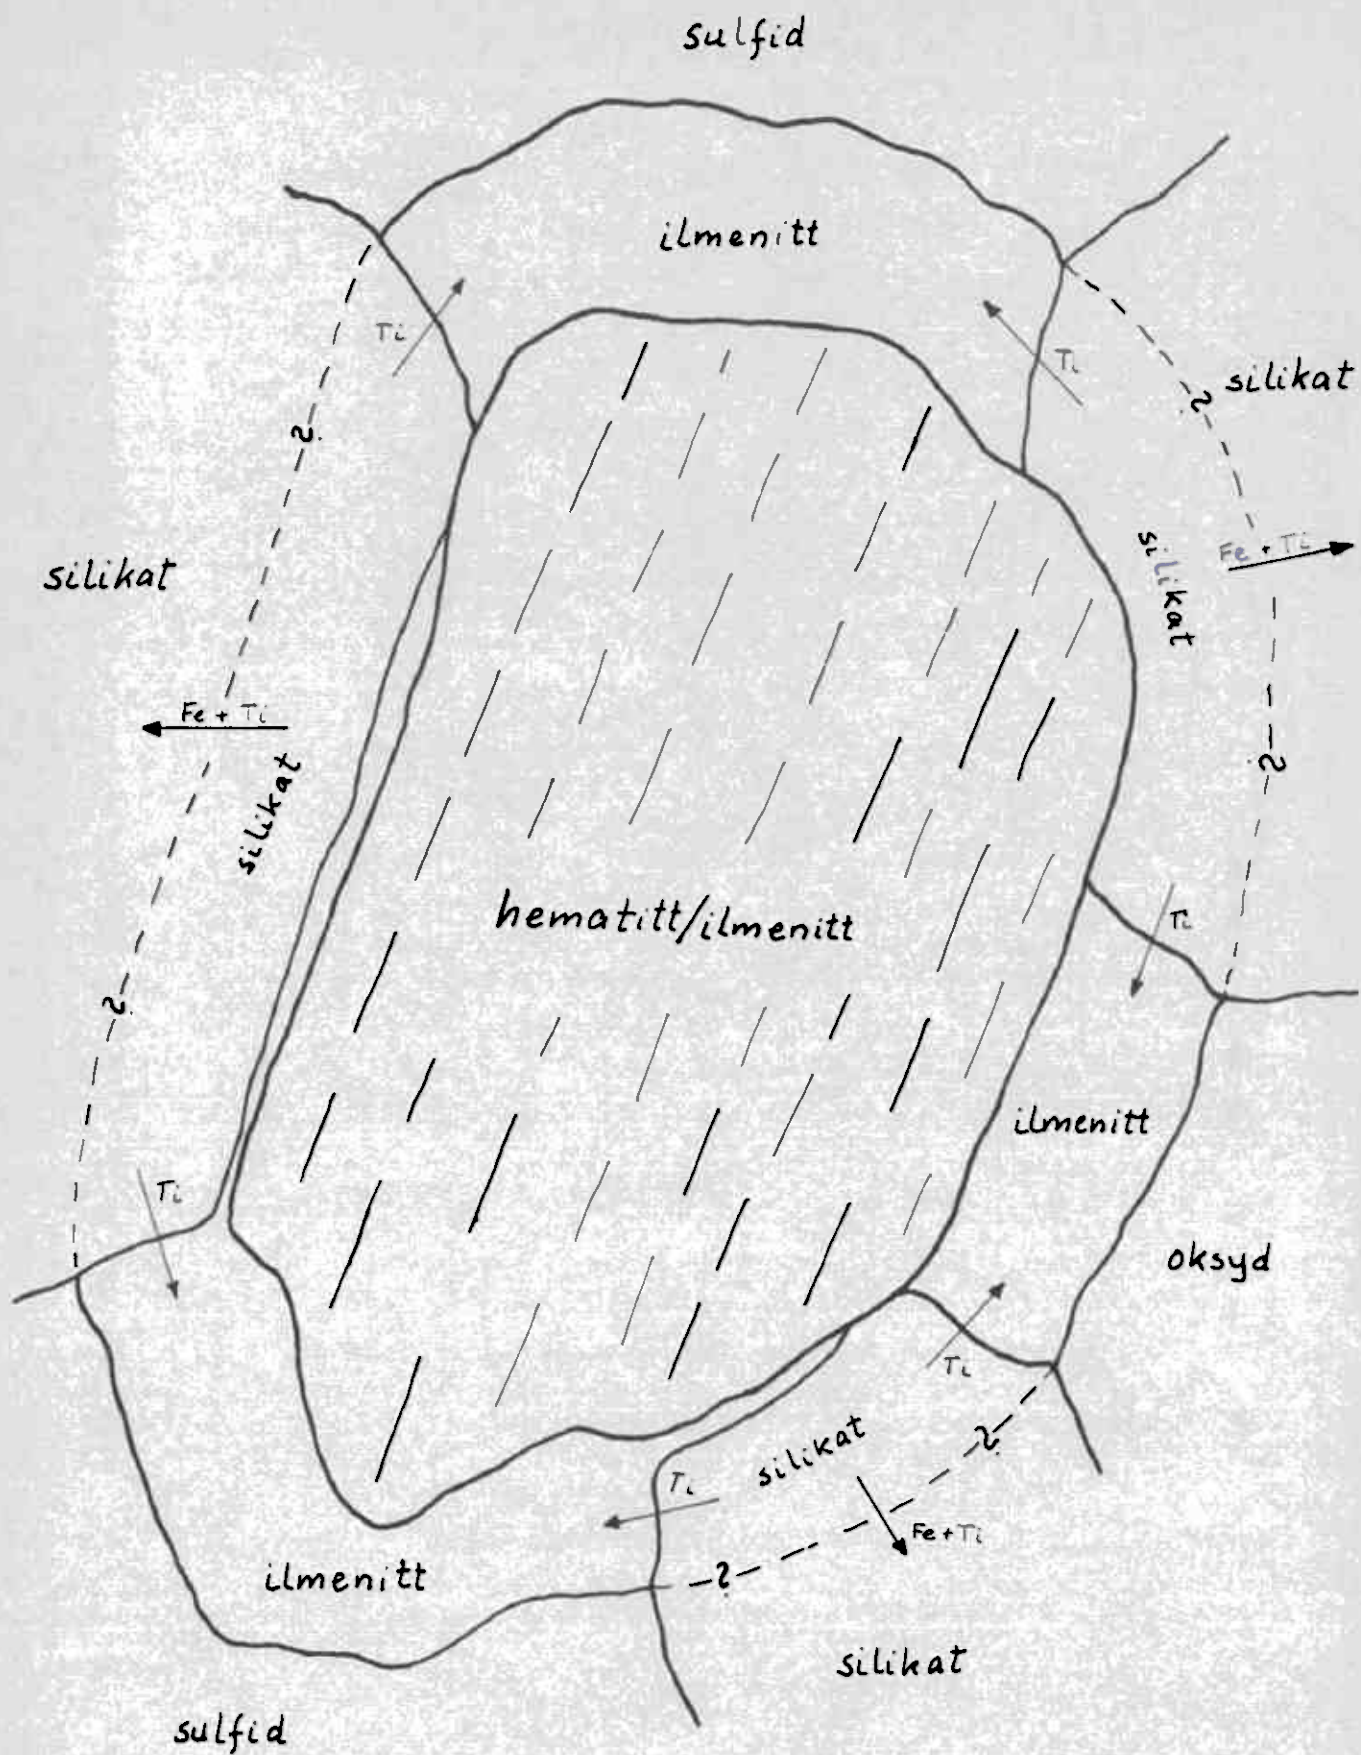 sulfid
ilmenitt
Ti
Ti
silikat
?
?
silikat
Fe + Ti
silikat
Fe + Ti
?
silikat
hematitt/ilmenitt
Ti
?
ilmenitt
Ti
oksyd
Ti
silikat
?
Ti
Fe + Ti
ilmenitt
?
silikat
sulfid